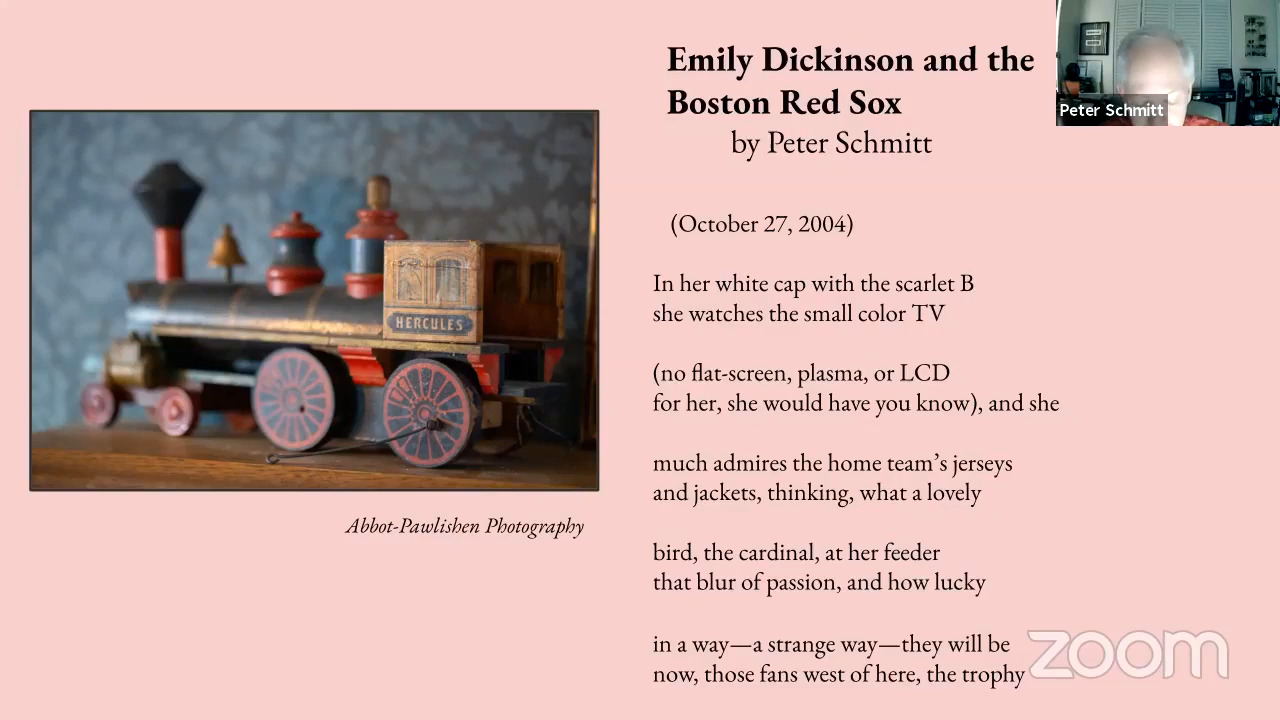 Emily Dickinson and the
Boston Red Sox
by Peter Schmitt
Peter Schmitt
(October 27, 2004)
In her white cap with the scarlet B
she watches the small color TV
(no flat-screen, plasma, or LCD
for her, she would have you know), and she
much admires the home team’s jerseys
and jackets, thinking, what a lovely
bird, the cardinal, at her feeder
that blur of passion, and how lucky
in a way—a strange way—they will be
now, those fans west of here, the trophy
HERCULES
Abbot-Pawlishen Photography
zoom